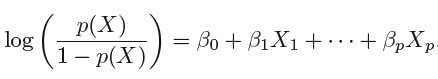 log(p(X)/(1 − p(X))) = β₀ + β₁X₁ + ⋯ + βₚXₚ.